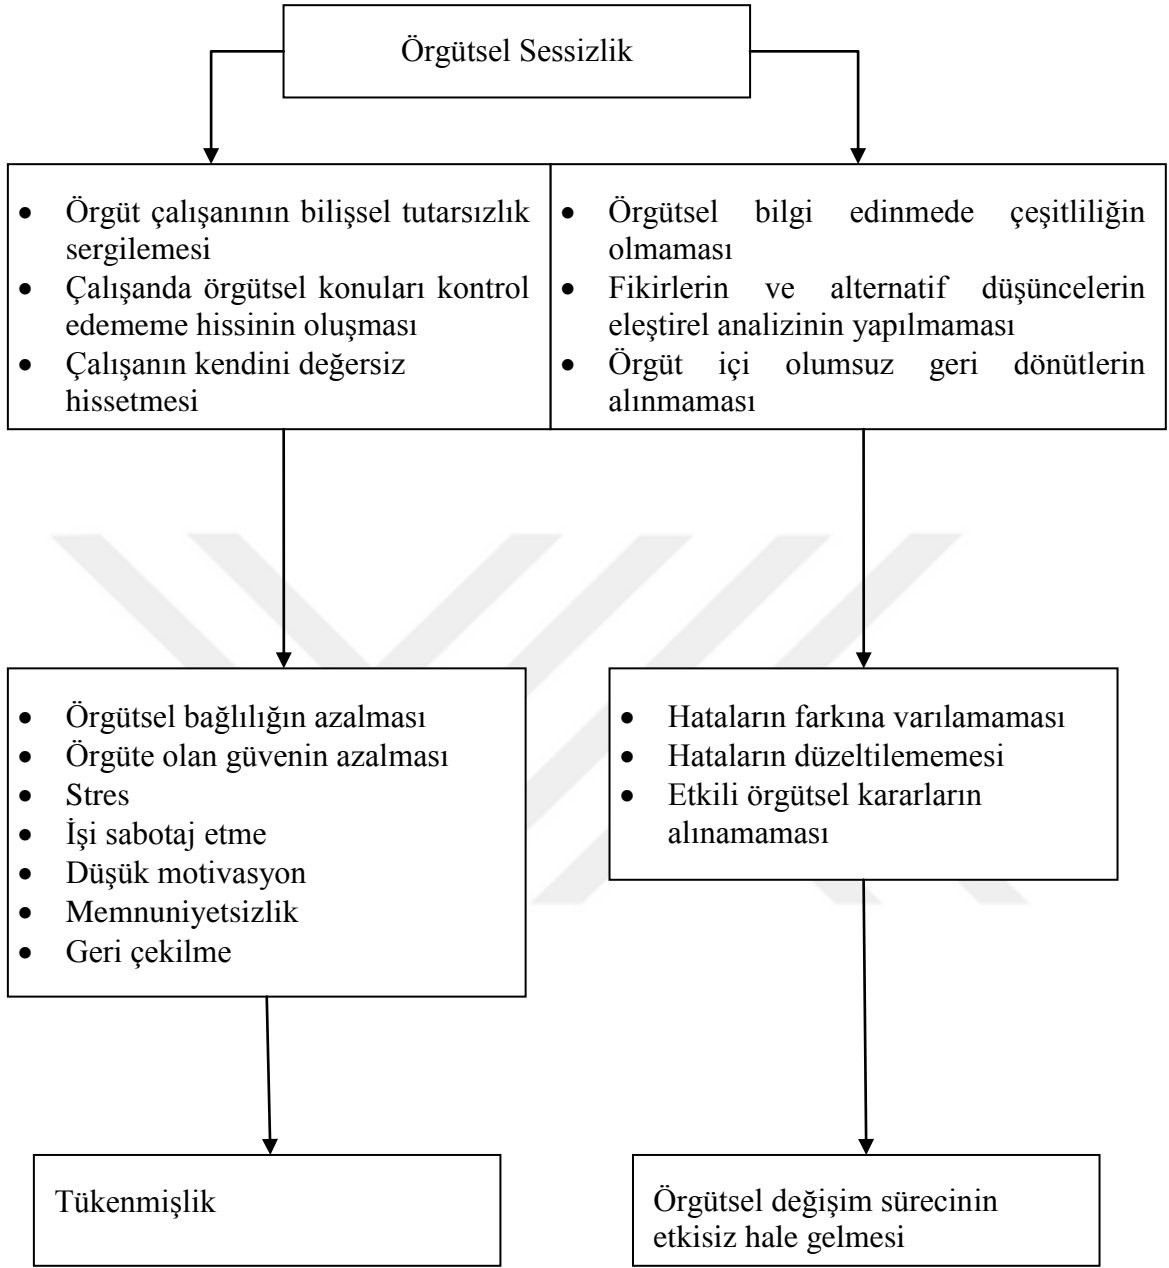 Örgütsel Sessizlik
• Örgüt çalışanının bilişsel tutarsızlık
sergilemesi
• Çalışanda örgütsel konuları kontrol
edememe hissinin oluşması
• Çalışanın kendini değersiz
hissetmesi
• Örgütsel bilgi edinmede çeşitliliğin
olmaması
• Fikirlerin ve alternatif düşüncelerin
eleştirel analizinin yapılmaması
• Örgüt içi olumsuz geri dönütlerin
alınmaması
• Örgütsel bağlılığın azalması
• Örgüte olan güvenin azalması
• Stres
• İşi sabotaj etme
• Düşük motivasyon
• Memnuniyetsizlik
• Geri çekilme
• Hataların farkına varılamaması
• Hataların düzeltilememesi
• Etkili örgütsel kararların
alınamaması
Tükenmişlik
Örgütsel değişim sürecinin
etkisiz hale gelmesi